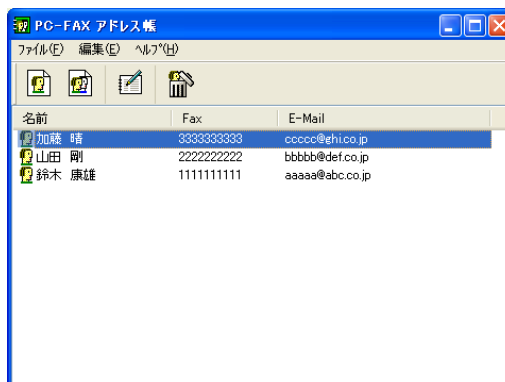 PC-FAX アドレス帳
ファイル(F) 編集(E) ヘルプ(H)
名前 Fax E-Mail
加藤 晴 3333333333 ccccc@ghi.co.jp
山田 剛 2222222222 bbbbb@def.co.jp
鈴木 康雄 1111111111 aaaaa@abc.co.jp